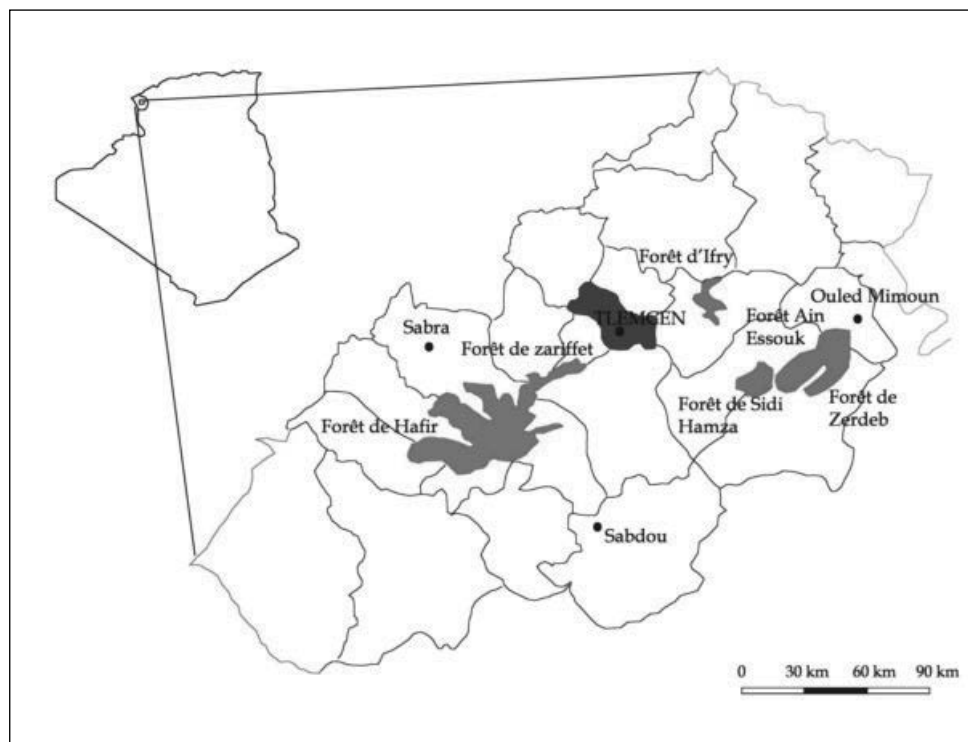 Forêt d'Ifry
Ouled Mimoun
TLEMCEN
Forêt Ain
Essouk
Sabra
Forêt de zariffet
Forêt de Sidi
Hamza
Forêt de
Zerdeb
Forêt de Hafir
Sabdou
0 30 km 60 km 90 km